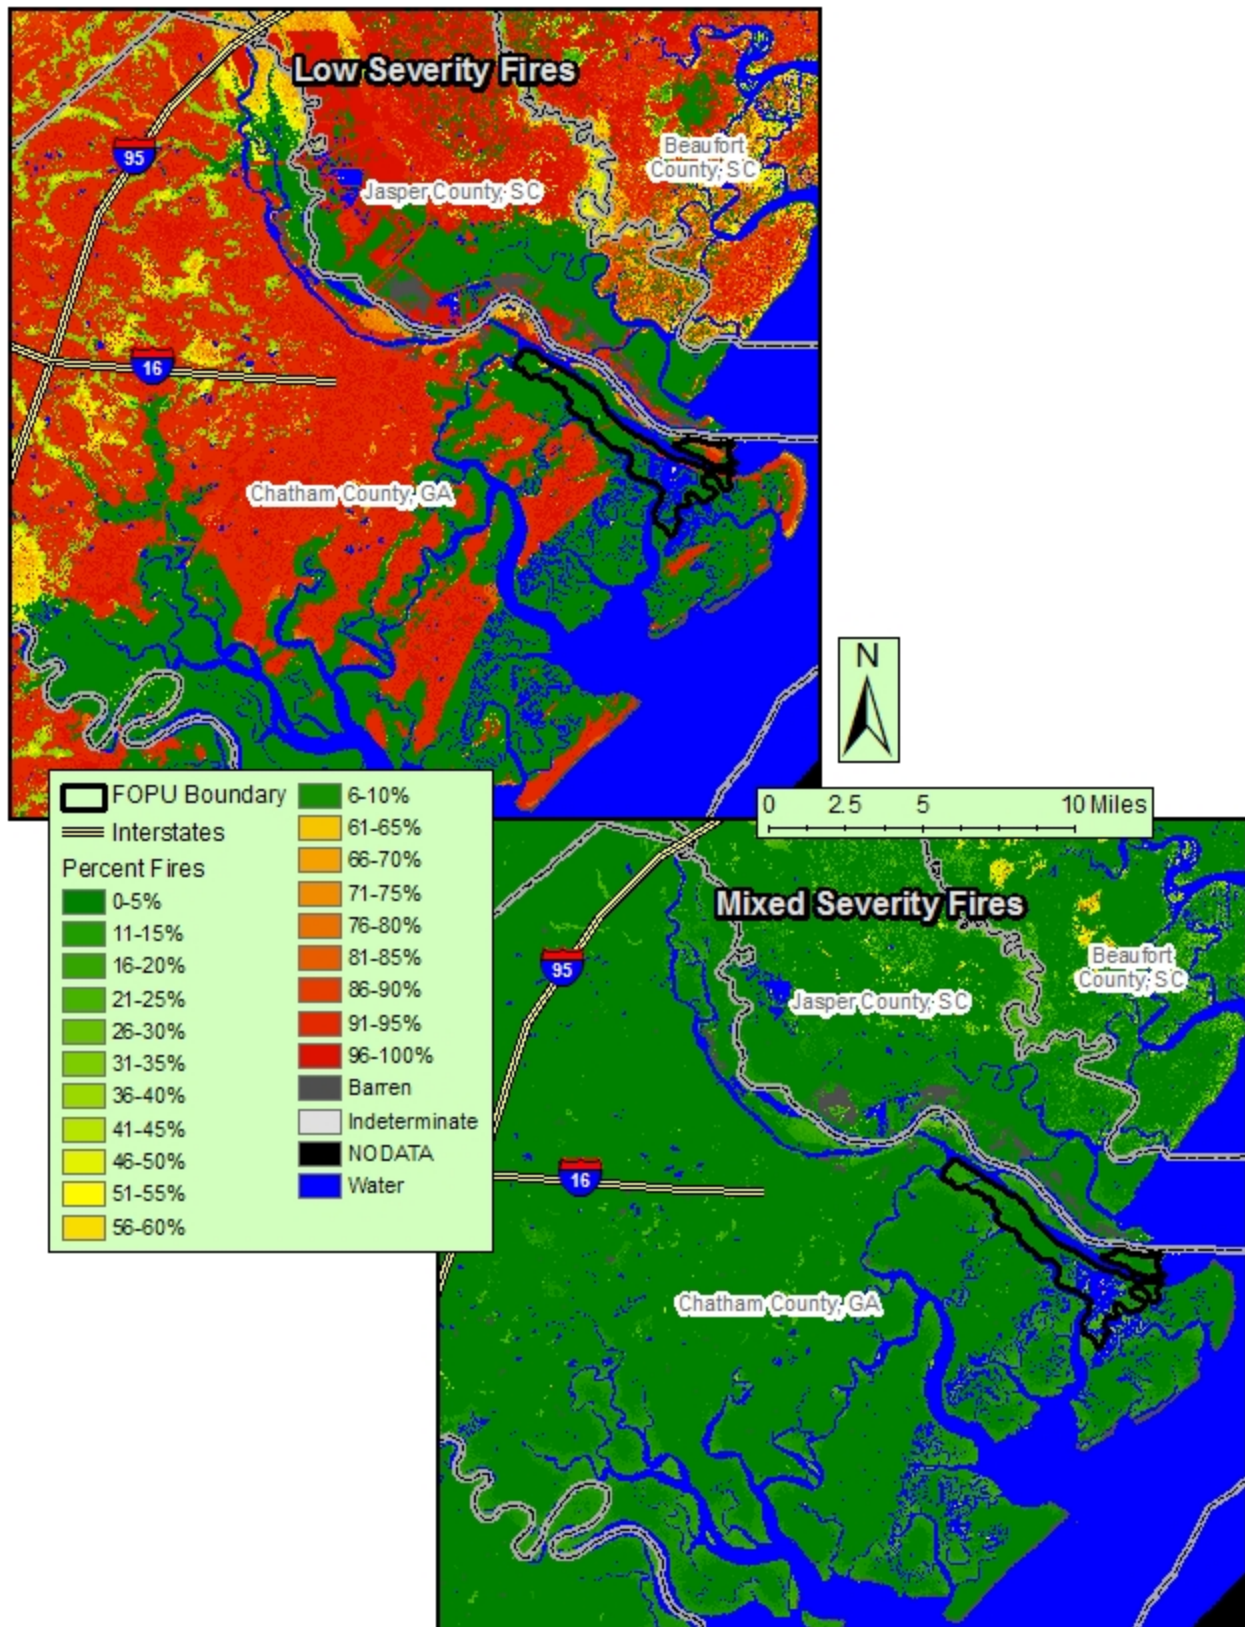 Low Severity Fires
95
Beaufort
County, SC
Jasper County, SC
16
Chatham County, GA
N
FOPU Boundary
Interstates
Percent Fires
0-5%
11-15%
16-20%
21-25%
26-30%
31-35%
36-40%
41-45%
46-50%
51-55%
56-60%
6-10%
61-65%
66-70%
71-75%
76-80%
81-85%
86-90%
91-95%
96-100%
Barren
Indeterminate
NODATA
Water
0 2.5 5 10 Miles
Mixed Severity Fires
95
Beaufort
County, SC
Jasper County, SC
16
Chatham County, GA